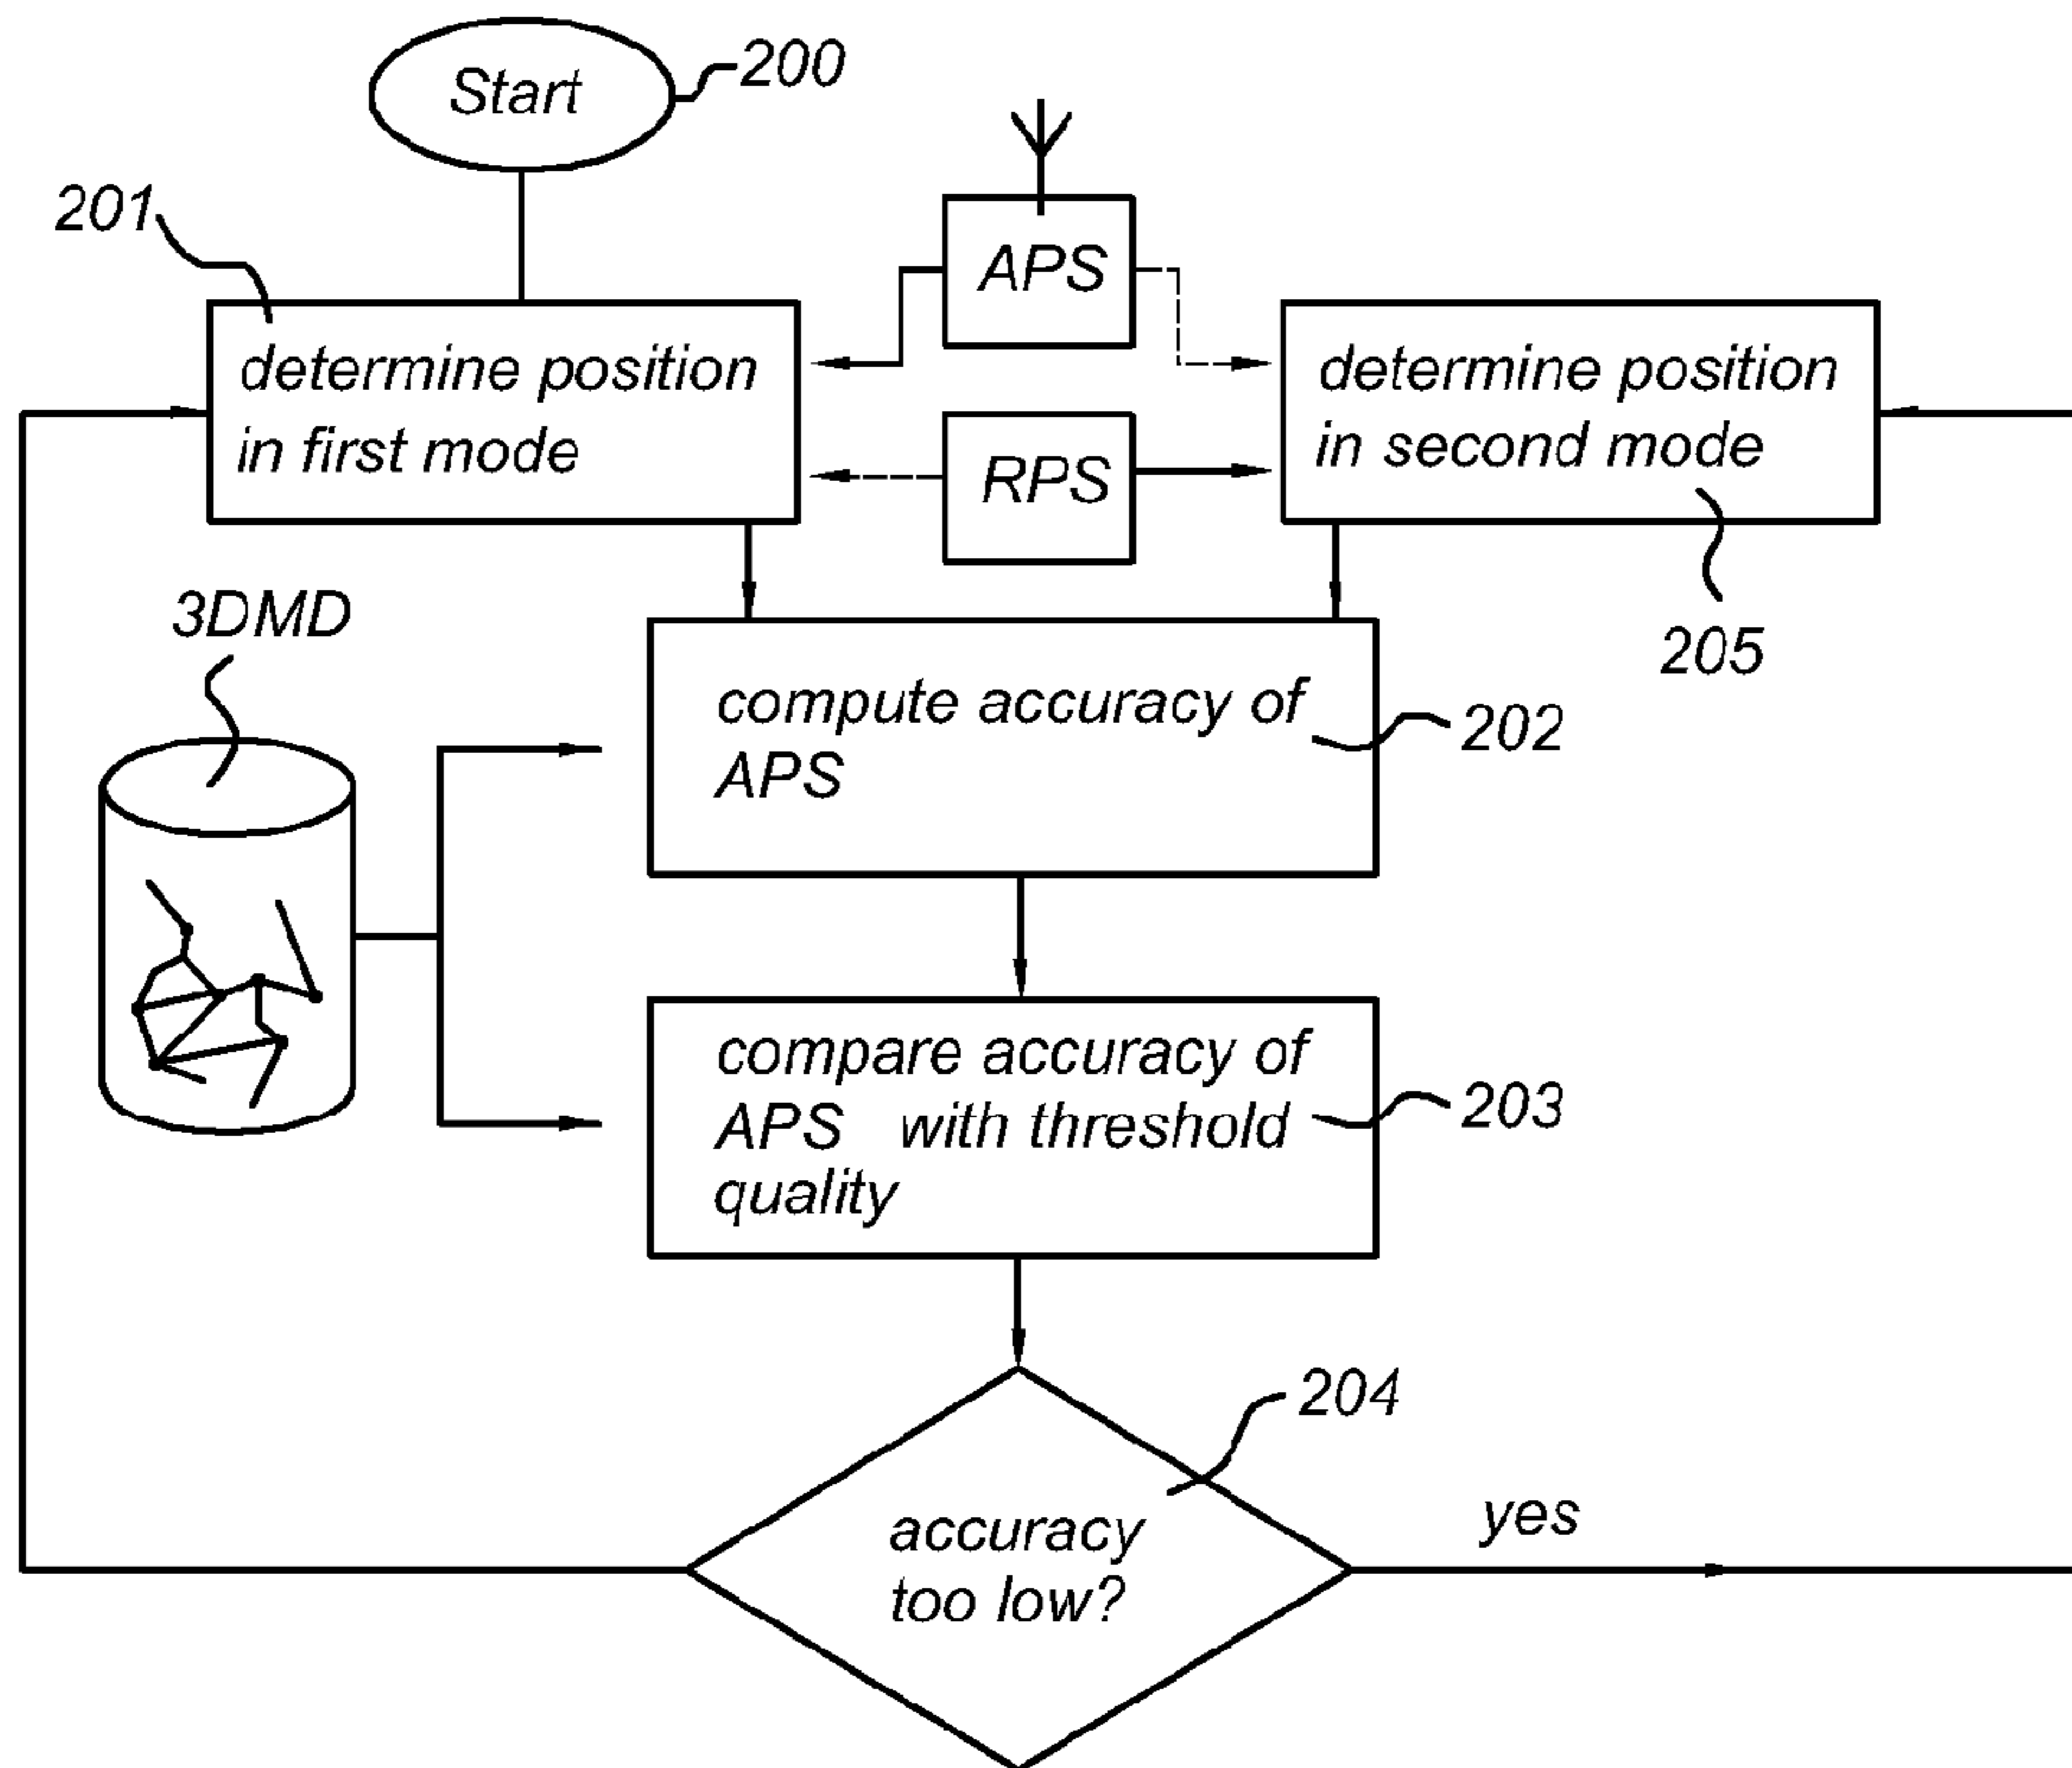 Start
200
201
APS
determine position
in first mode
determine position
in second mode
RPS
205
3DMD
compute accuracy of
APS
202
compare accuracy of
APS with threshold
quality
203
204
accuracy
too low?
yes